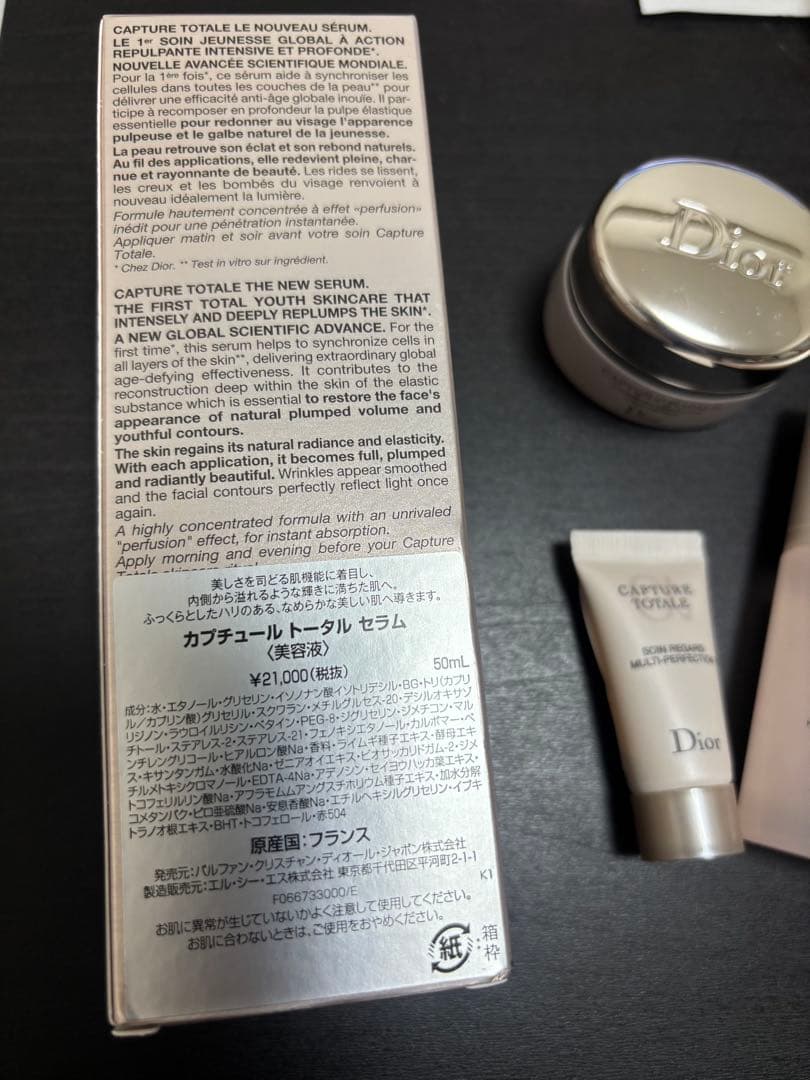 CAPTURE TOTALE LE NOUVEAU SÉRUM.
LE 1er SOIN JEUNESSE GLOBAL À ACTION
REPULPANTE INTENSIVE ET PROFONDE*.
NOUVELLE AVANCÉE SCIENTIFIQUE MONDIALE.
Pour la 1ère fois*, ce sérum aide à synchroniser les
cellules dans toutes les couches de la peau** pour
délivrer une efficacité anti-âge globale inouïe. Il par-
ticipe à recomposer en profondeur la pulpe élastique
essentielle pour redonner au visage l'apparence
pulpeuse et le galbe naturel de la jeunesse.
La peau retrouve son éclat et son rebond naturels.
Au fil des applications, elle redevient pleine, char-
nue et rayonnante de beauté. Les rides se lissent,
les creux et les bombés du visage renvoient à
nouveau idéalement la lumière.
Formule hautement concentrée à effet «perfusion»
inédit pour une pénétration instantanée.
Appliquer matin et soir avant votre soin Capture
Totale.
* Chez Dior. ** Test in vitro sur ingrédient.
CAPTURE TOTALE THE NEW SERUM.
THE FIRST TOTAL YOUTH SKINCARE THAT
INTENSELY AND DEEPLY REPLUMPS THE SKIN*.
A NEW GLOBAL SCIENTIFIC ADVANCE. For the
first time*, this serum helps to synchronize cells in
all layers of the skin**, delivering extraordinary global
age-defying effectiveness. It contributes to the
reconstruction deep within the skin of the elastic
substance which is essential to restore the face's
appearance of natural plumped volume and
youthful contours.
The skin regains its natural radiance and elasticity.
With each application, it becomes full, plumped
and radiantly beautiful. Wrinkles appear smoothed
and the facial contours perfectly reflect light once
again.
A highly concentrated formula with an unrivaled
"perfusion" effect, for instant absorption.
Apply morning and evening before your Capture
美しさを司どる肌機能に着目し、
内側から溢れるような輝きに満ちた肌へ。
ふっくらとしたハリのある、なめらかな美しい肌へ導きます。
カプチュール トータル セラム
〈美容液〉
50mL
¥21,000(税抜)
成分:水・エタノール・グリセリン・イソノナン酸イソトリデシル・BG・トリ(カプリ
ル/カプリン酸)グリセリル・スクワラン・メチルグルセス-20・デシルオキサゾ
リジノン・ラウロイルリシン・ベタイン・PEG-8・ジグリセリン・ジメチコン・マル
チトール・ステアレス-2・ステアレス-21・フェノキシエタノール・カルボマー・ペ
ンチレングリコール・ヒアルロン酸Na・香料・ライムギ種子エキス・酵母エキ
ス・キサンタンガム・水酸化Na・ゼニアオイエキス・ビオサッカリドガム-2・ジメ
チルメトキシクロマノール・EDTA-4Na・アデノシン・セイヨウハッカ葉エキス・
トコフェリルリン酸Na・アフラモムムアングスチホリウム種子エキス・加水分解
コメタンパク・ピロ亜硫酸Na・安息香酸Na・エチルヘキシルグリセリン・イブキ
トラノオ根エキス・BHT・トコフェロール・赤504
原産国:フランス
発売元:パルファン・クリスチャン・ディオール・ジャポン株式会社
製造販売元:エル・シー・エス株式会社 東京都千代田区平河町2-1-1
F066733000/E
K1
お肌に異常が生じていないかよく注意して使用してください。
お肌に合わないときは、ご使用をおやめください。
紙:箱
枠
Dior
CAPTURE
TOTALE
SOIN REGARD
MULTI-PERFECTION
Dior